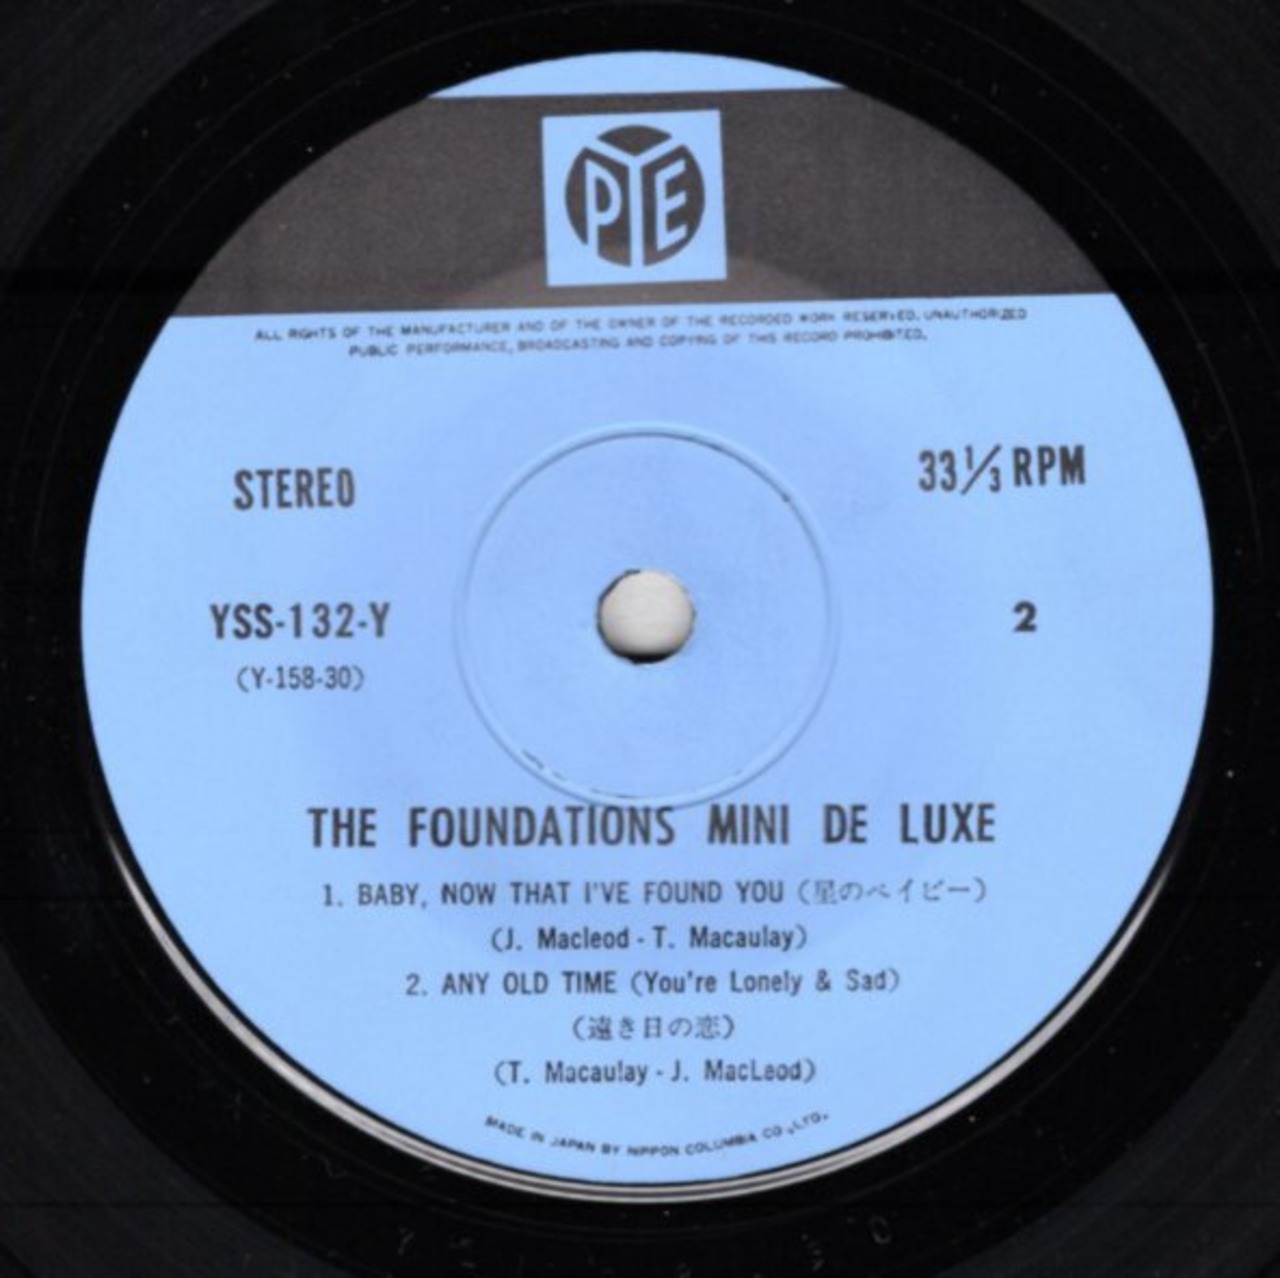 PYE
ALL RIGHTS OF THE MANUFACTURER AND OF THE OWNER OF THE RECORDED WORK RESERVED. UNAUTHORIZED
PUBLIC PERFORMANCE, BROADCASTING AND COPYING OF THIS RECORD PROHIBITED.
STEREO
33 1/3 RPM
YSS-132-Y
2
(Y-158-30)
THE FOUNDATIONS MINI DE LUXE
1. BABY, NOW THAT I'VE FOUND YOU (星のベイビー)
(J. Macleod - T. Macaulay)
2. ANY OLD TIME (You're Lonely & Sad)
(遠き日の恋)
(T. Macaulay - J. MacLeod)
MADE IN JAPAN BY NIPPON COLUMBIA CO., LTD.